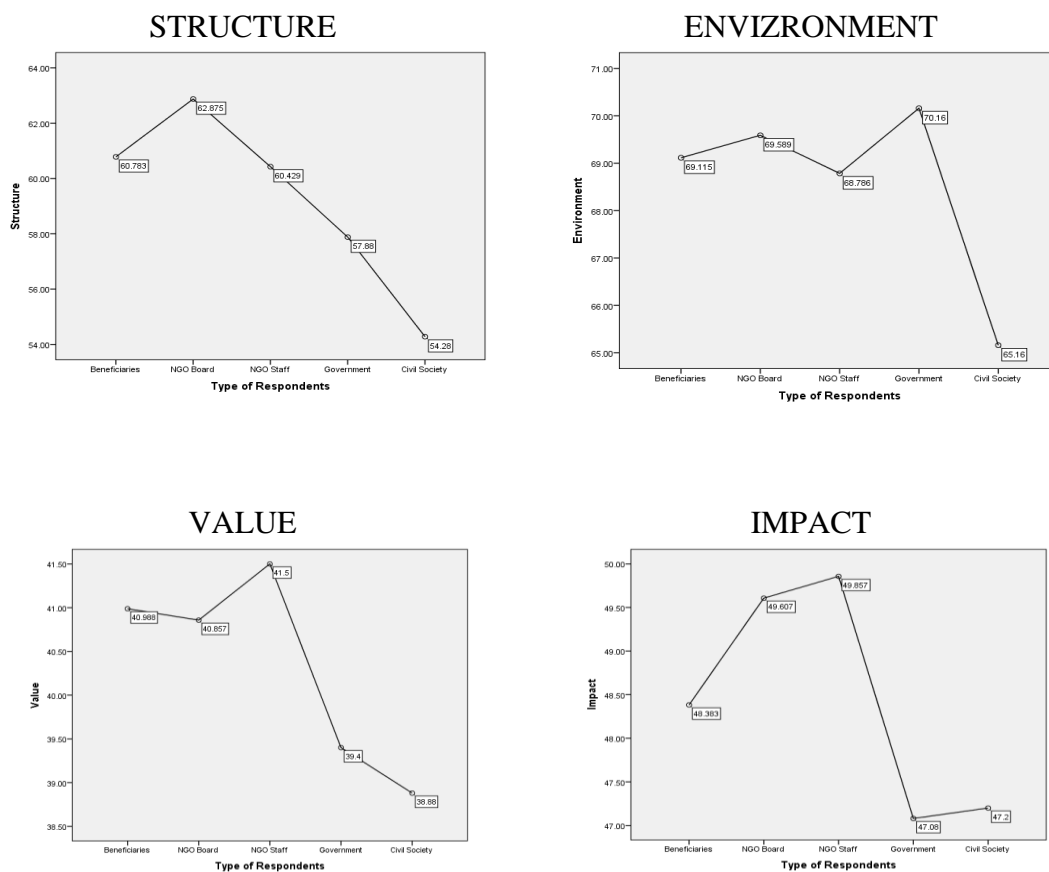 STRUCTURE
64.00
62.00
60.00
58.00
56.00
54.00
Structure
60.783
62.875
60.429
57.88
54.28
Beneficiaries NGO Board NGO Staff Government Civil Society
Type of Respondents
ENVIZRONMENT
71.00
70.00
69.00
68.00
67.00
66.00
65.00
Environment
69.115
69.589
68.786
70.16
65.16
Beneficiaries NGO Board NGO Staff Government Civil Society
Type of Respondents
VALUE
41.50
41.00
40.50
40.00
39.50
39.00
38.50
Value
40.988
40.857
41.5
39.4
38.88
Beneficiaries NGO Board NGO Staff Government Civil Society
Type of Respondents
IMPACT
50.00
49.50
49.00
48.50
48.00
47.50
47.00
Impact
48.383
49.607
49.857
47.08
47.2
Beneficiaries NGO Board NGO Staff Government Civil Society
Type of Respondents